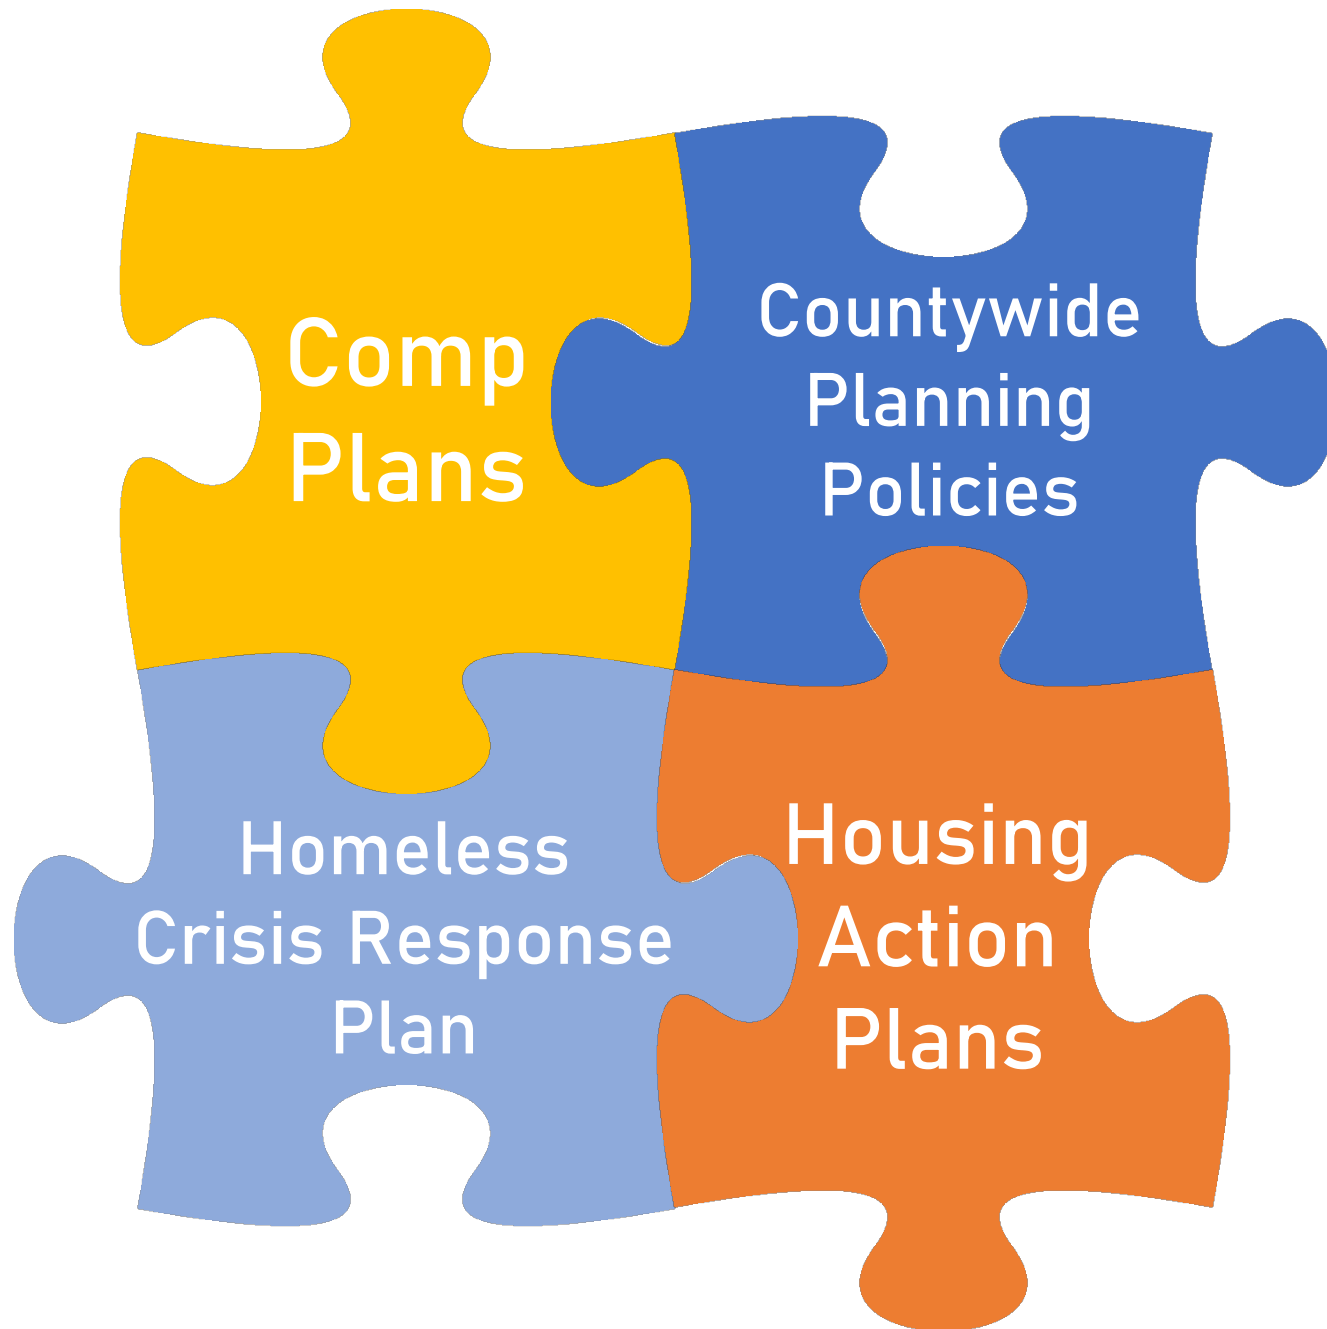 Comp
Plans
Countywide
Planning
Policies
Homeless
Crisis Response
Plan
Housing
Action
Plans